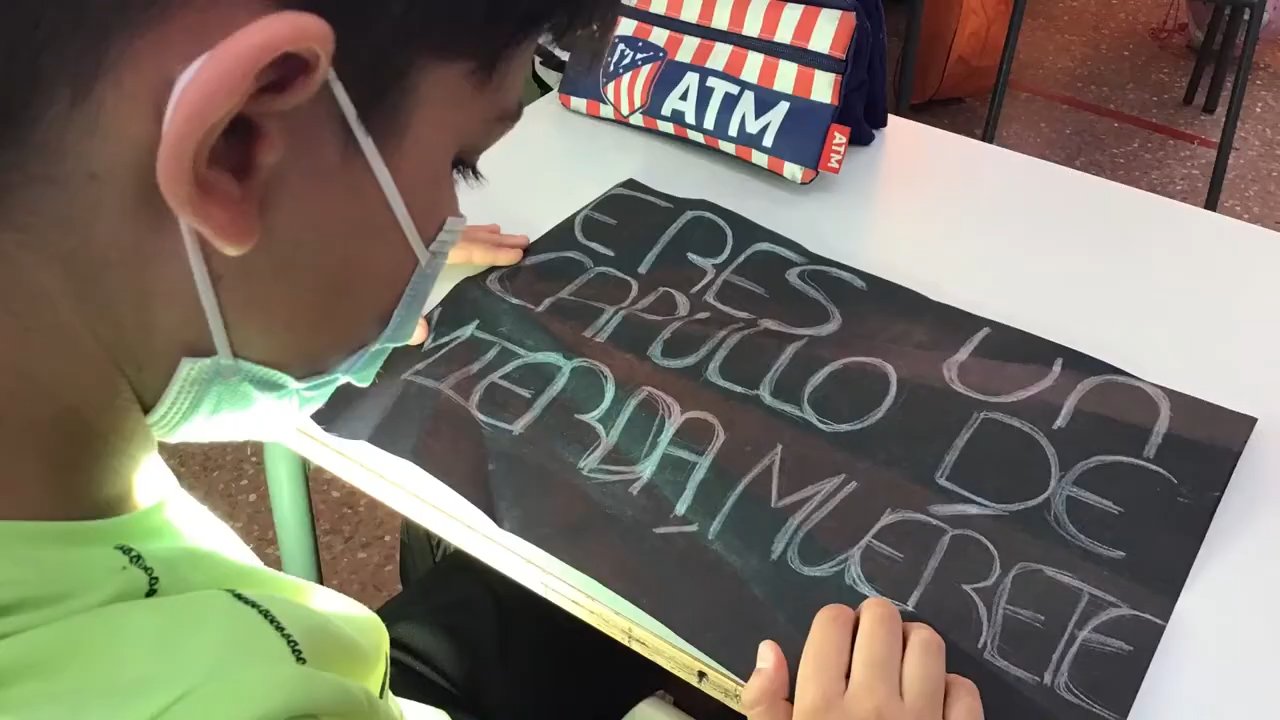 ATM
ATM
ERES UN
CAPULLO DE
MIERDA, MUERETE